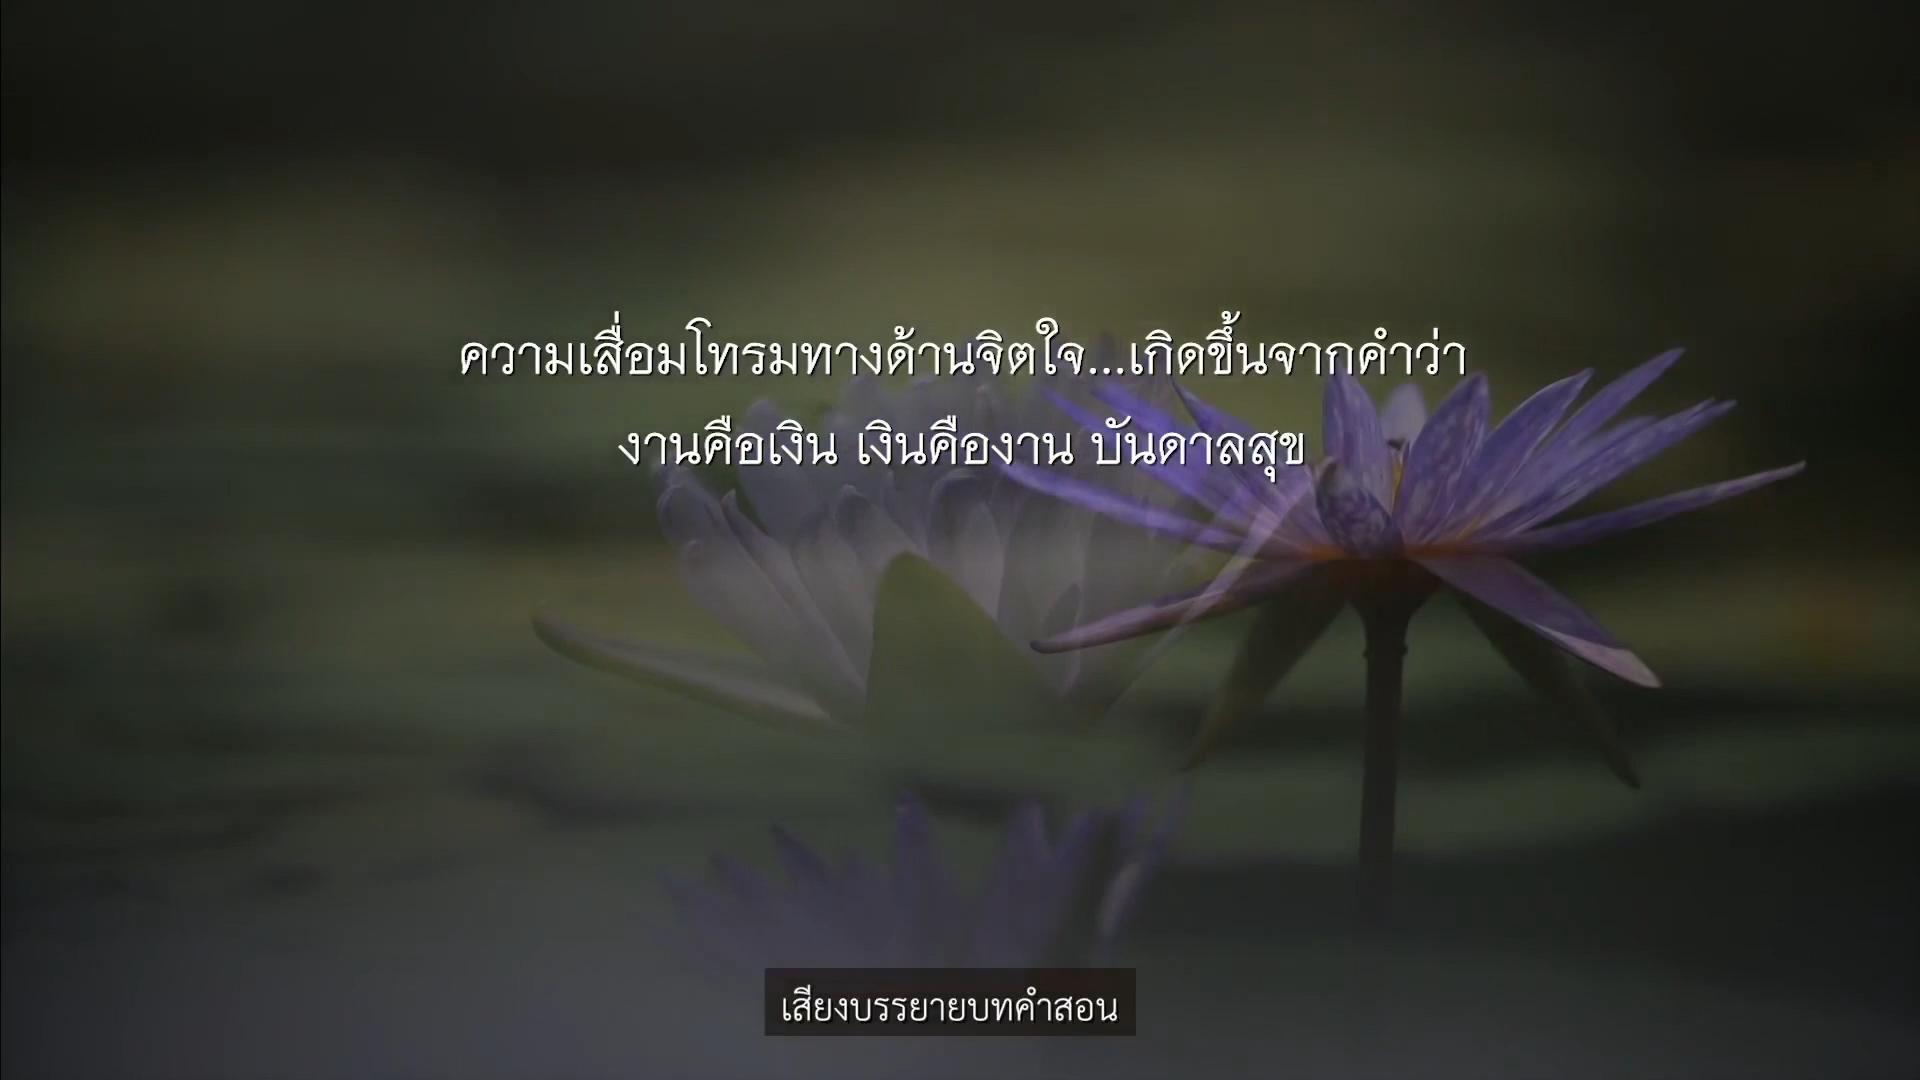 ความเสื่อมโทรมทางด้านจิตใจ...เกิดขึ้นจากคำว่า
งานคือเงิน เงินคืองาน บันดาลสุข
เสียงบรรยายบทคำสอน